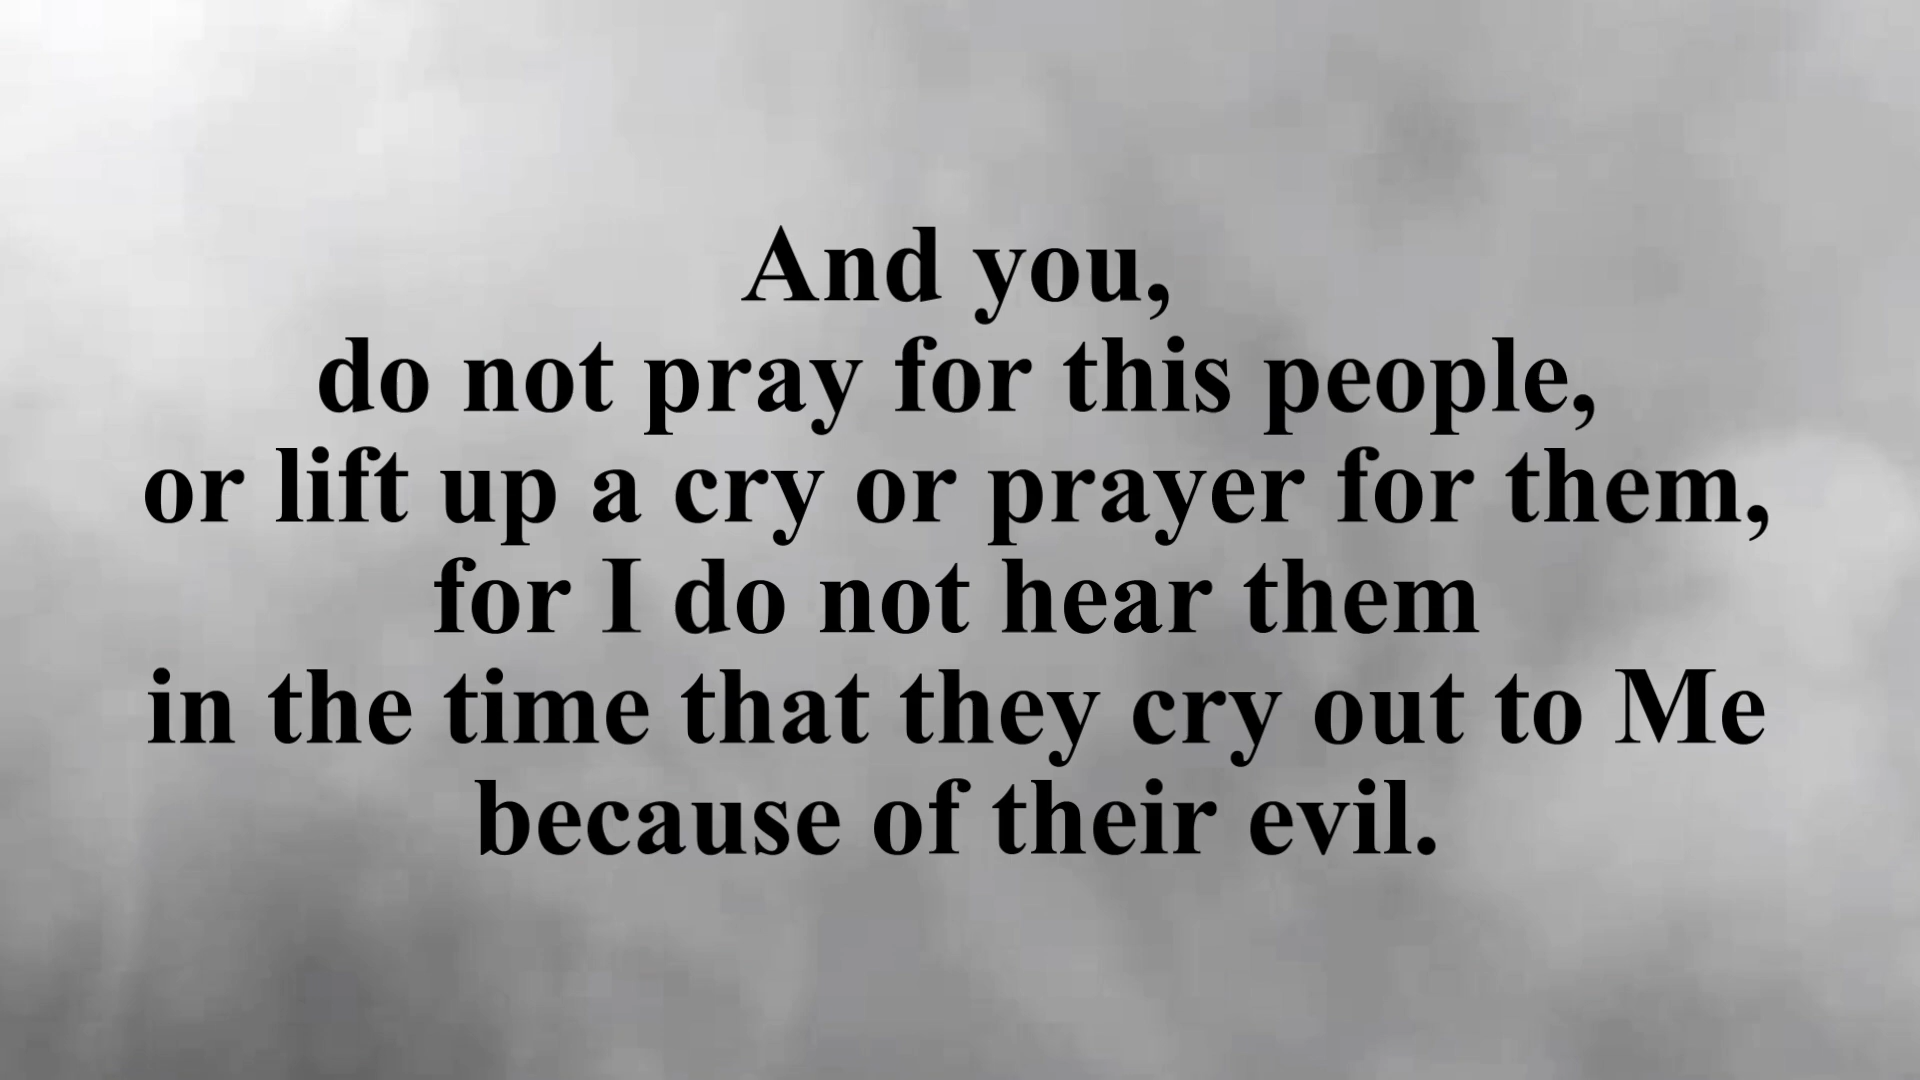 And you,
do not pray for this people,
or lift up a cry or prayer for them,
for I do not hear them
in the time that they cry out to Me
because of their evil.